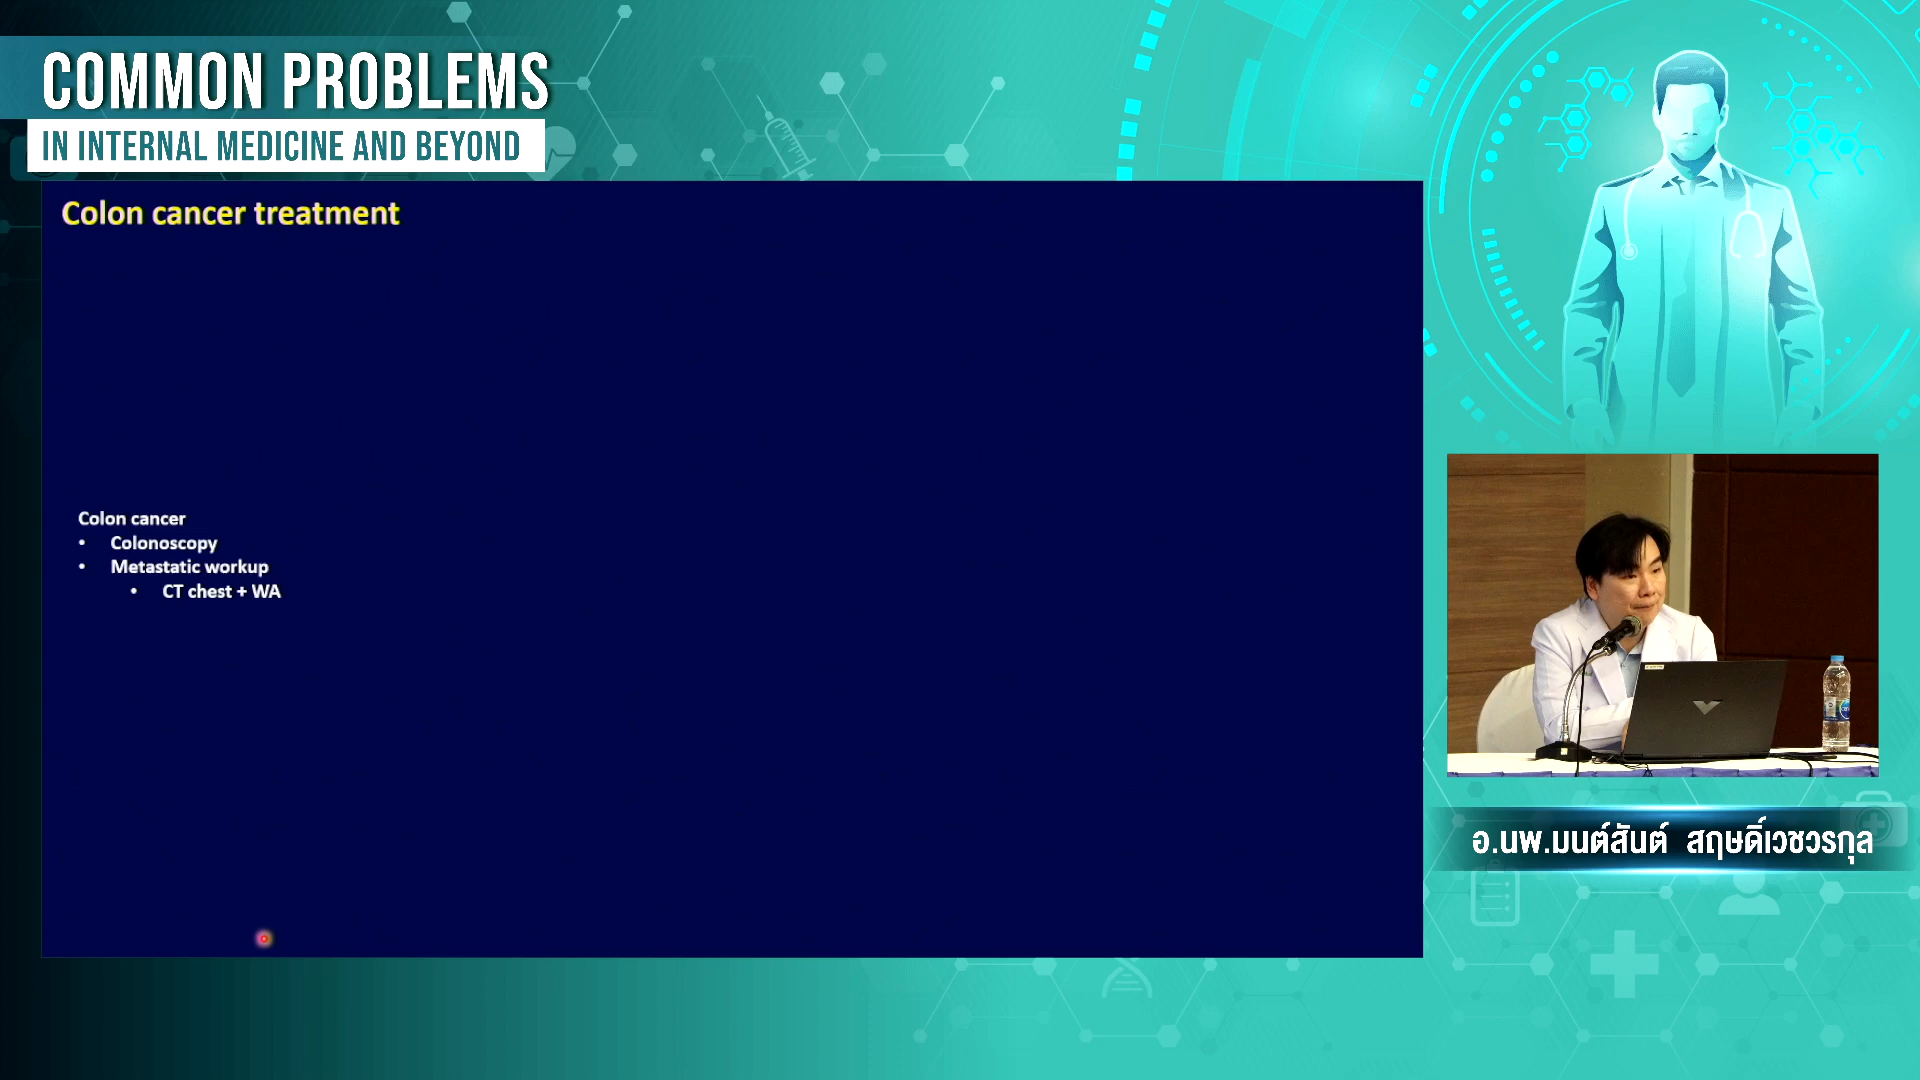 COMMON PROBLEMS
IN INTERNAL MEDICINE AND BEYOND
Colon cancer treatment
Colon cancer
• Colonoscopy
• Metastatic workup
• CT chest + WA
อ.นพ.มนต์สันต์ สฤษดิ์เวชวรกุล